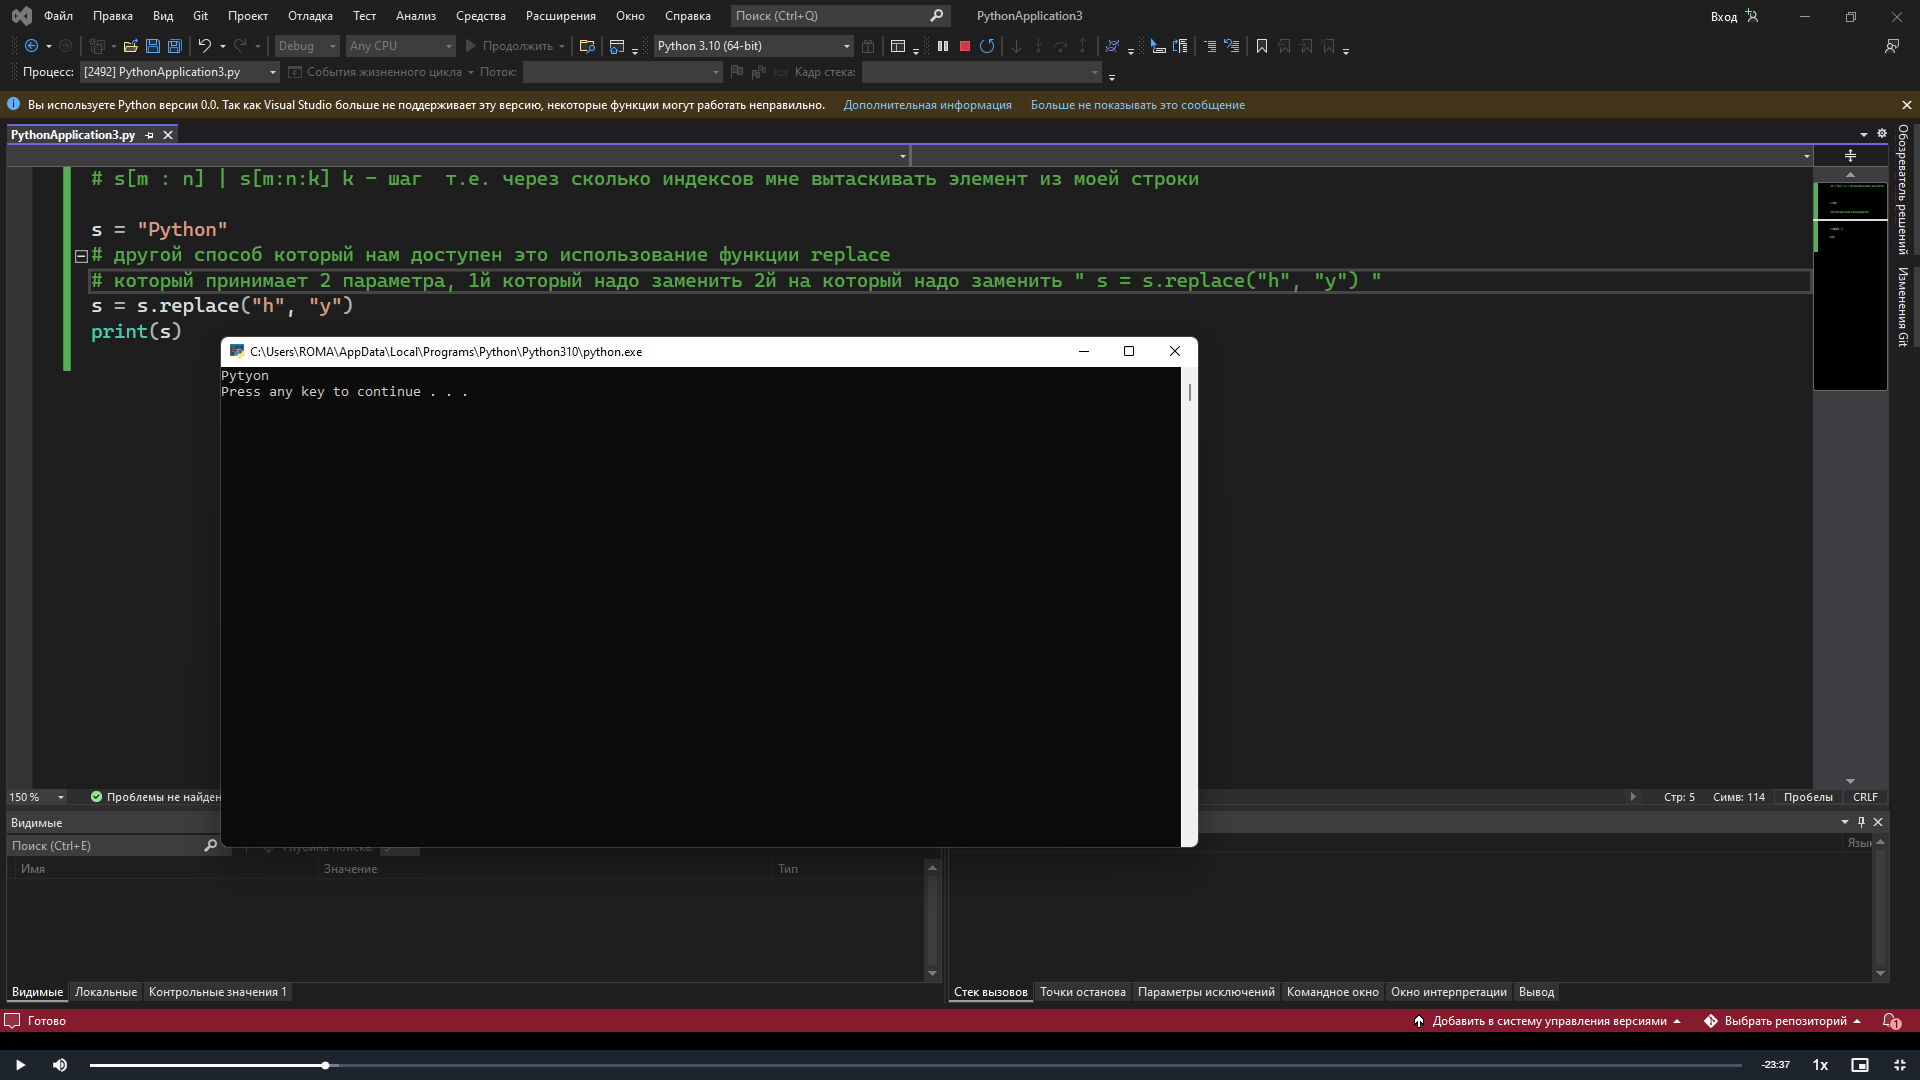 Файл Правка Вид Git Проект Отладка Тест Анализ Средства Расширения Окно Справка Поиск (Ctrl+Q) PythonApplication3 Вход
Debug Any CPU Продолжить Python 3.10 (64-bit)
Процесс: [2492] PythonApplication3.py События жизненного цикла Поток: Кадр стека:
Вы используете Python версии 0.0. Так как Visual Studio больше не поддерживает эту версию, некоторые функции могут работать неправильно. Дополнительная информация Больше не показывать это сообщение
PythonApplication3.py
# s[m : n] | s[m:n:k] k - шаг т.е. через сколько индексов мне вытаскивать элемент из моей строки
s = "Python"
# другой способ который нам доступен это использование функции replace
# который принимает 2 параметра, 1й который надо заменить 2й на который надо заменить " s = s.replace("h", "y") "
s = s.replace("h", "y")
print(s)
C:\Users\ROMA\AppData\Local\Programs\Python\Python310\python.exe
Pytyon
Press any key to continue . . .
Обозреватель решений
Изменения Git
150 % Проблемы не найден Стр: 5 Симв: 114 Пробелы CRLF
Видимые
Поиск (Ctrl+E) Глубина поиска: 3 Язык
Имя Значение Тип
Видимые Локальные Контрольные значения 1 Стек вызовов Точки останова Параметры исключений Командное окно Окно интерпретации Вывод
Готово Добавить в систему управления версиями Выбрать репозиторий 1
-23:37 1x